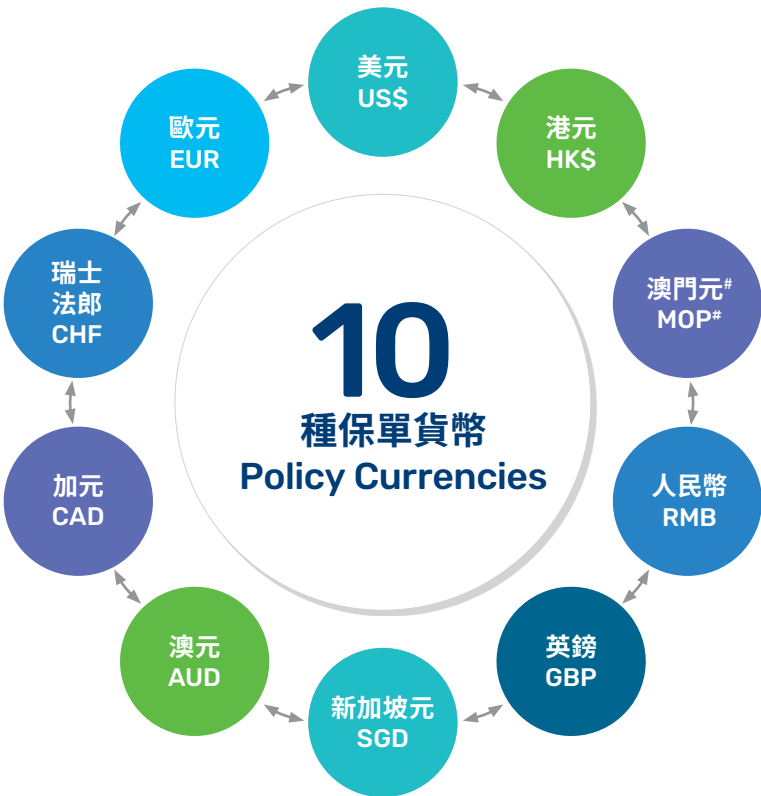 美元
US$
港元
HK$
澳門元#
MOP#
人民幣
RMB
英鎊
GBP
新加坡元
SGD
澳元
AUD
加元
CAD
瑞士
法郎
CHF
歐元
EUR
10
種保單貨幣
Policy Currencies